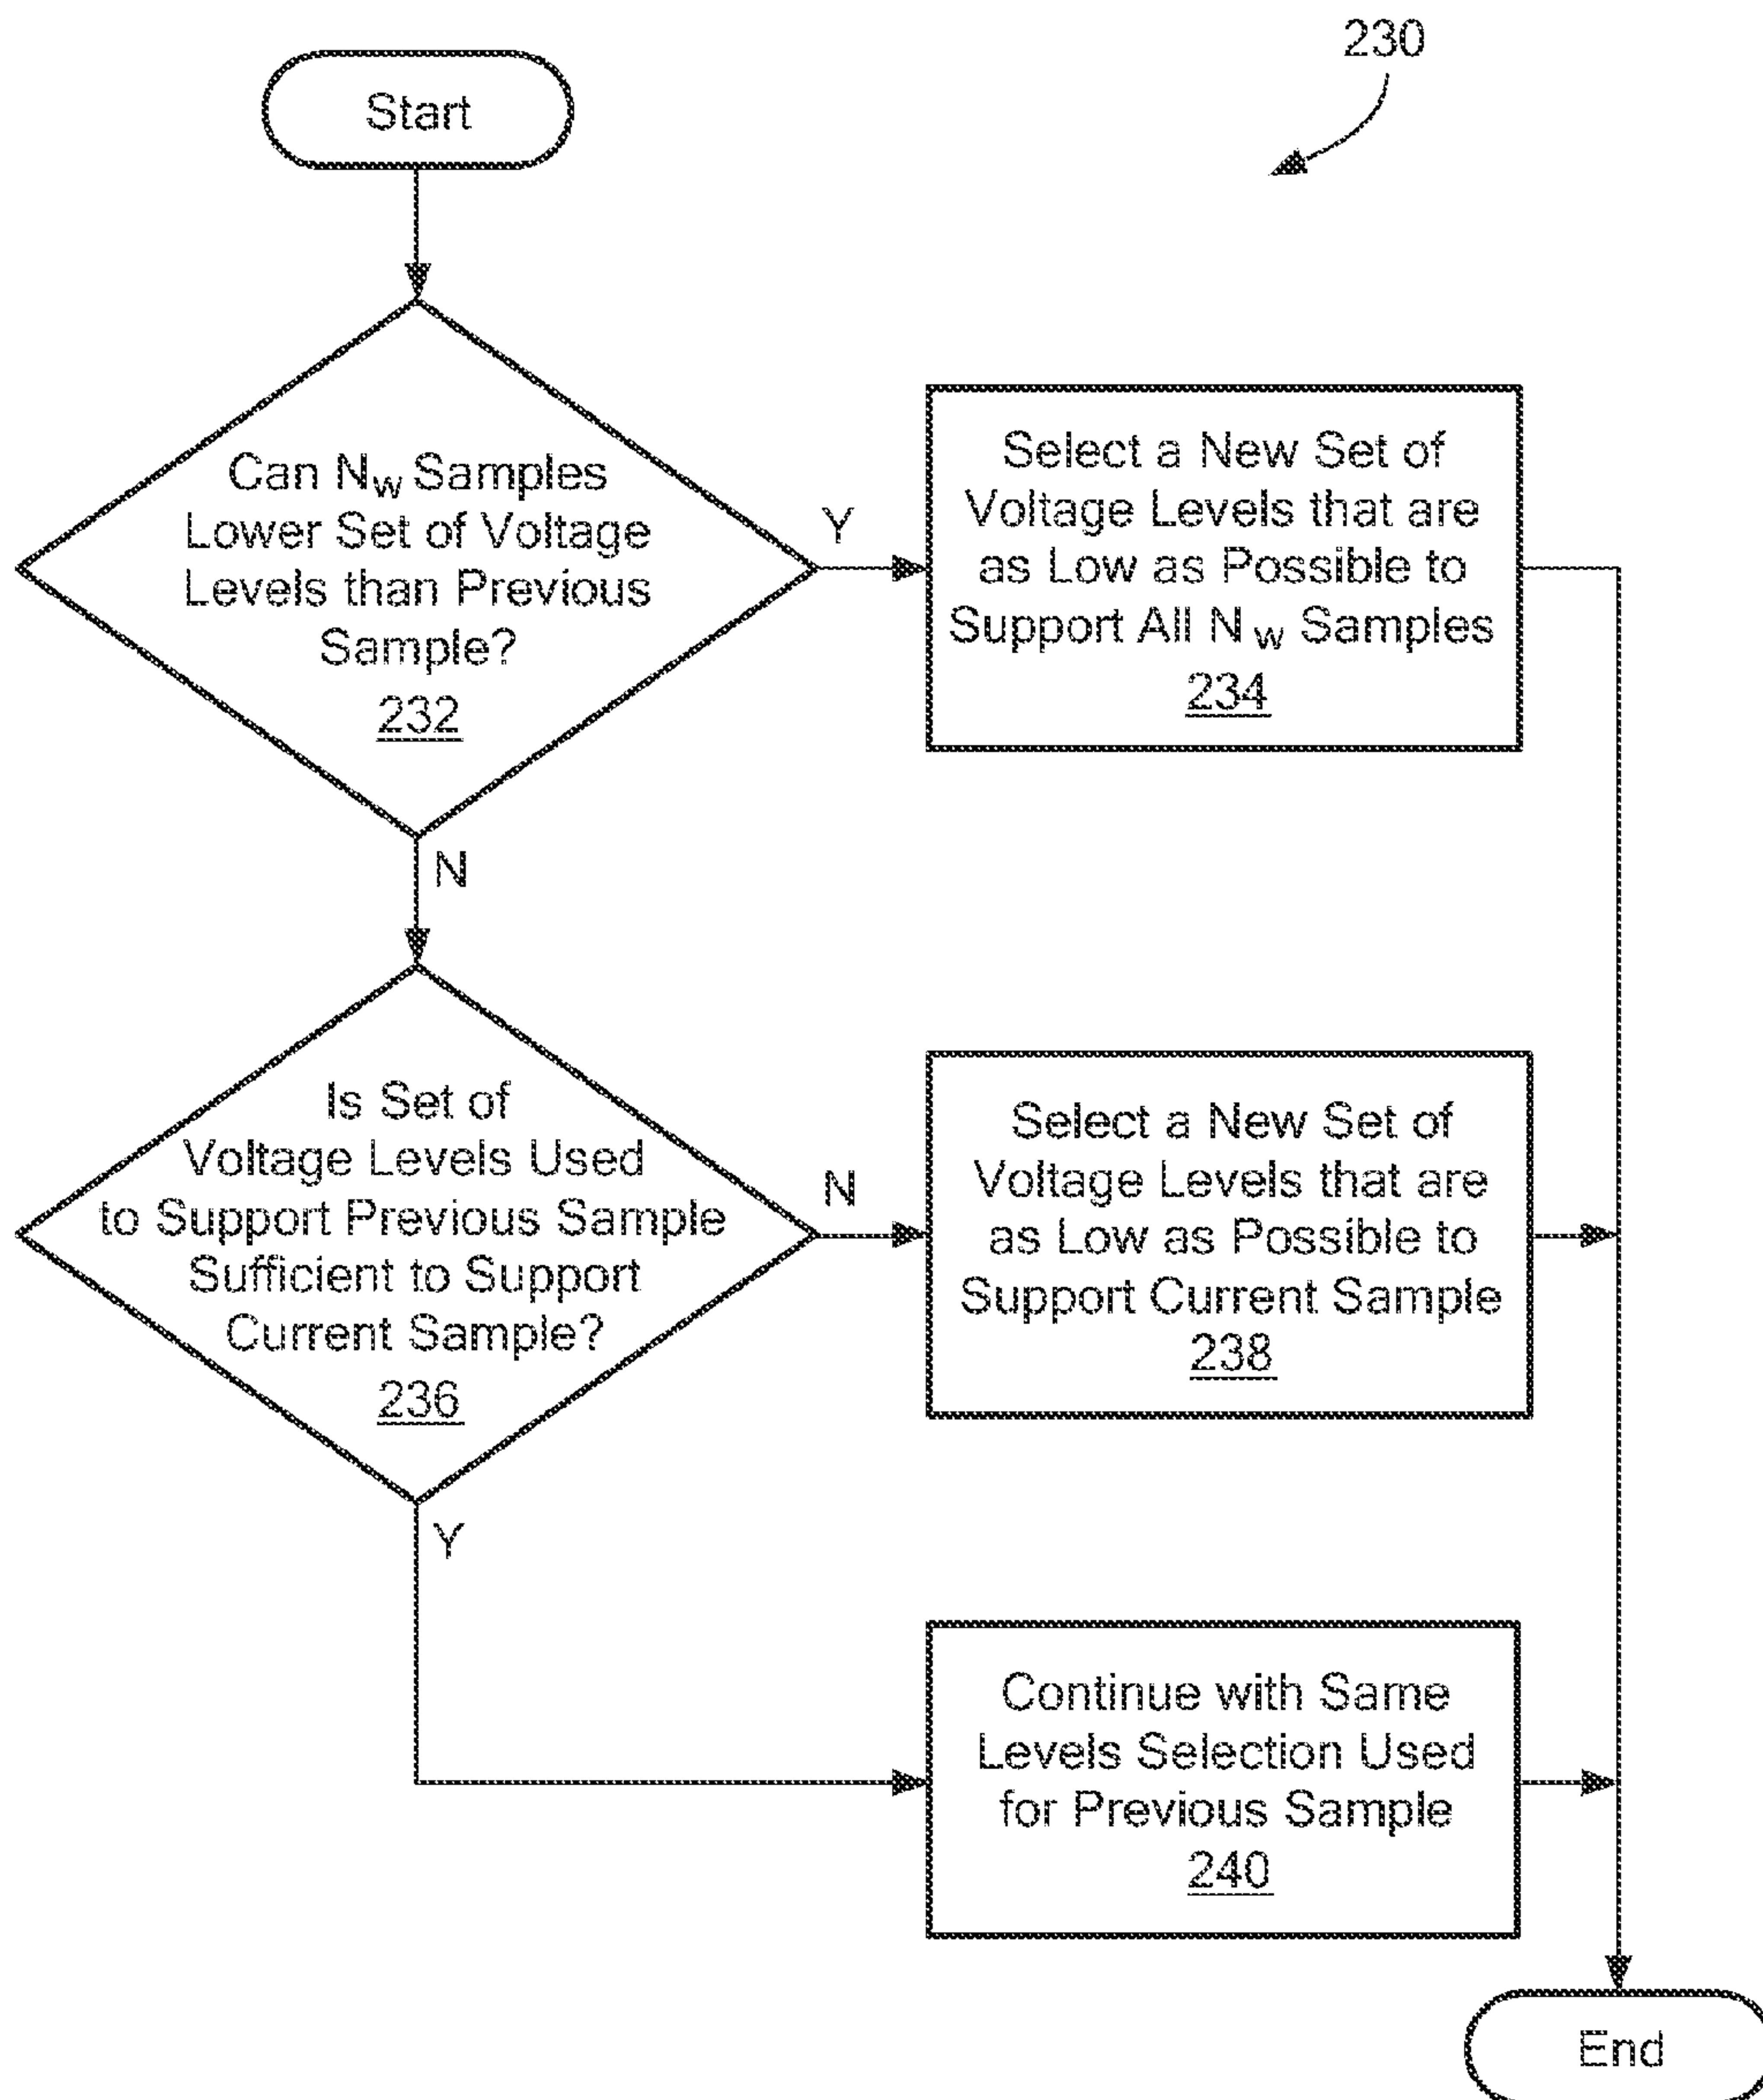 230
Start
Can Nw Samples
Lower Set of Voltage
Levels than Previous
Sample?
232
Y
Select a New Set of
Voltage Levels that are
as Low as Possible to
Support All Nw Samples
234
N
Is Set of
Voltage Levels Used
to Support Previous Sample
Sufficient to Support
Current Sample?
236
N
Select a New Set of
Voltage Levels that are
as Low as Possible to
Support Current Sample
238
Y
Continue with Same
Levels Selection Used
for Previous Sample
240
End